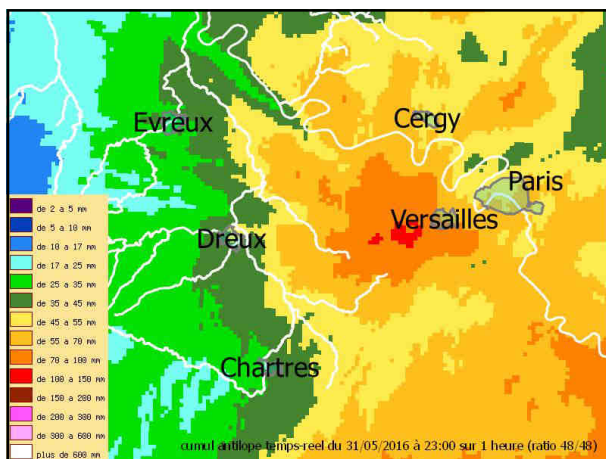 Evreux
Cergy
Paris
Versailles
Dreux
Chartres
de 2 a 5 mm
de 5 a 10 mm
de 10 a 17 mm
de 17 a 25 mm
de 25 a 35 mm
de 35 a 45 mm
de 45 a 55 mm
de 55 a 70 mm
de 70 a 100 mm
de 100 a 150 mm
de 150 a 200 mm
de 200 a 300 mm
de 300 a 600 mm
plus de 600 mm
cumul antilope temps-reel du 31/05/2016 à 23:00 sur 1 heure (ratio 48/48)